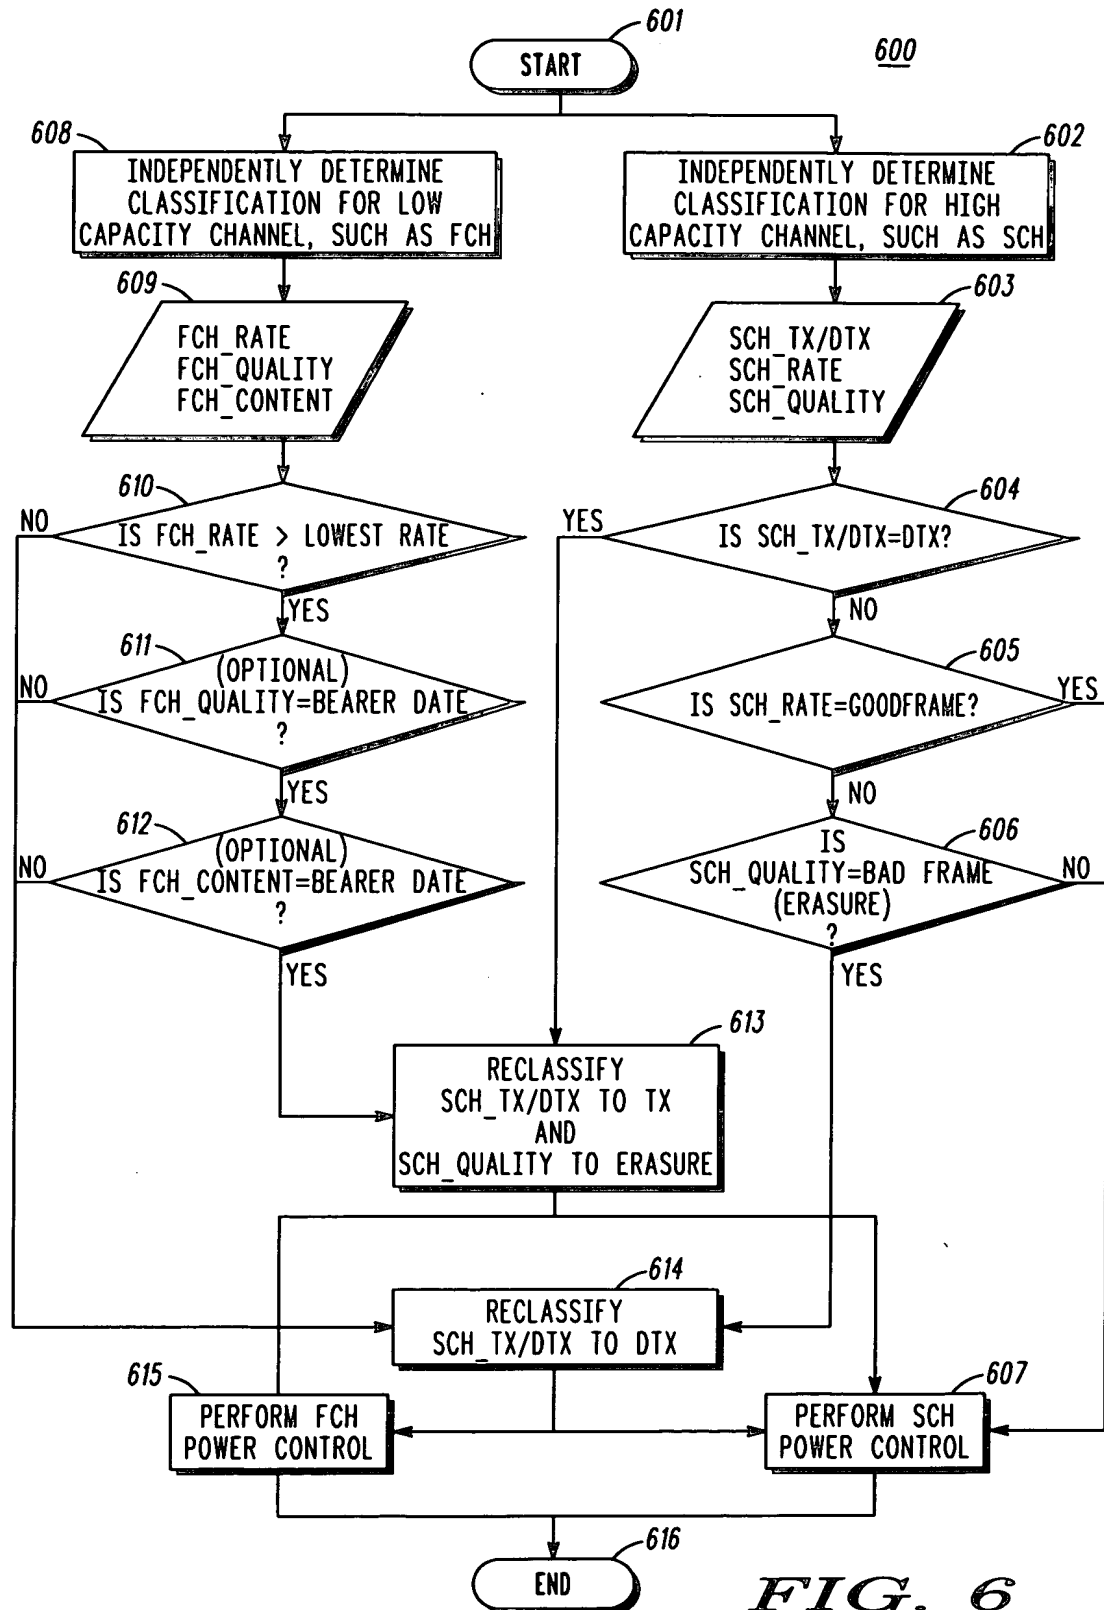 601
START
600
608
INDEPENDENTLY DETERMINE
CLASSIFICATION FOR LOW
CAPACITY CHANNEL, SUCH AS FCH
602
INDEPENDENTLY DETERMINE
CLASSIFICATION FOR HIGH
CAPACITY CHANNEL, SUCH AS SCH
609
FCH_RATE
FCH_QUALITY
FCH_CONTENT
603
SCH_TX/DTX
SCH_RATE
SCH_QUALITY
610
NO
IS FCH_RATE > LOWEST RATE
?
YES
604
YES
IS SCH_TX/DTX=DTX?
NO
611
NO
(OPTIONAL)
IS FCH_QUALITY=BEARER DATE
?
YES
605
IS SCH_RATE=GOODFRAME?
YES
NO
612
NO
(OPTIONAL)
IS FCH_CONTENT=BEARER DATE
?
YES
606
IS
SCH_QUALITY=BAD FRAME
(ERASURE)
?
NO
YES
613
RECLASSIFY
SCH_TX/DTX TO TX
AND
SCH_QUALITY TO ERASURE
614
RECLASSIFY
SCH_TX/DTX TO DTX
615
PERFORM FCH
POWER CONTROL
607
PERFORM SCH
POWER CONTROL
616
END
FIG. 6